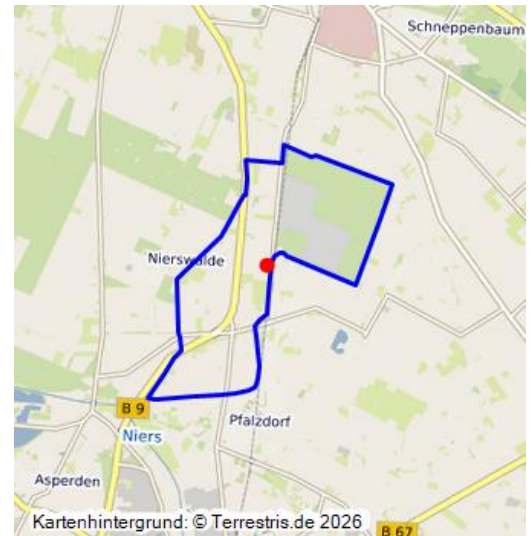 Schneppenbaum
Nierswalde
B 9
Niers
Pfalzdorf
Asperden
B 67
Kartenhintergrund: © Terrestris.de 2026